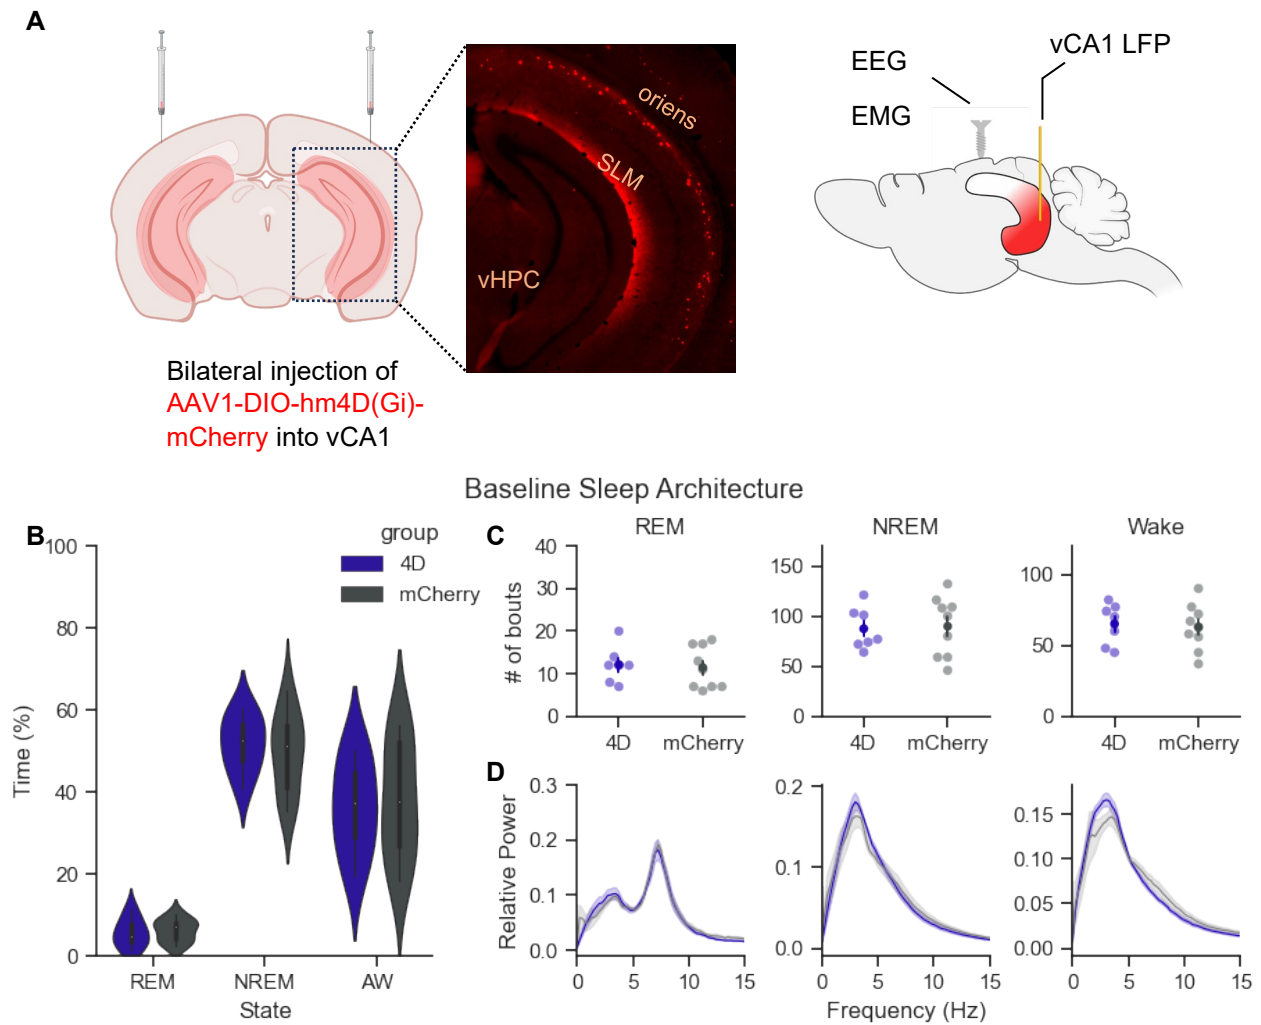 A
EEG
EMG
vCA1 LFP
oriens
SLM
vHPC
Bilateral injection of
AAV1-DIO-hm4D(Gi)-
mCherry into vCA1
Baseline Sleep Architecture
B
group
4D
mCherry
100
80
60
40
20
0
Time (%)
REM
NREM
AW
State
C
REM
NREM
Wake
# of bouts
40
30
20
10
0
4D
mCherry
150
100
50
0
4D
mCherry
100
50
0
4D
mCherry
D
Relative Power
0.3
0.2
0.1
0.0
0
5
10
15
0.2
0.1
0.0
0
5
10
15
0.15
0.10
0.05
0.00
0
5
10
15
Frequency (Hz)